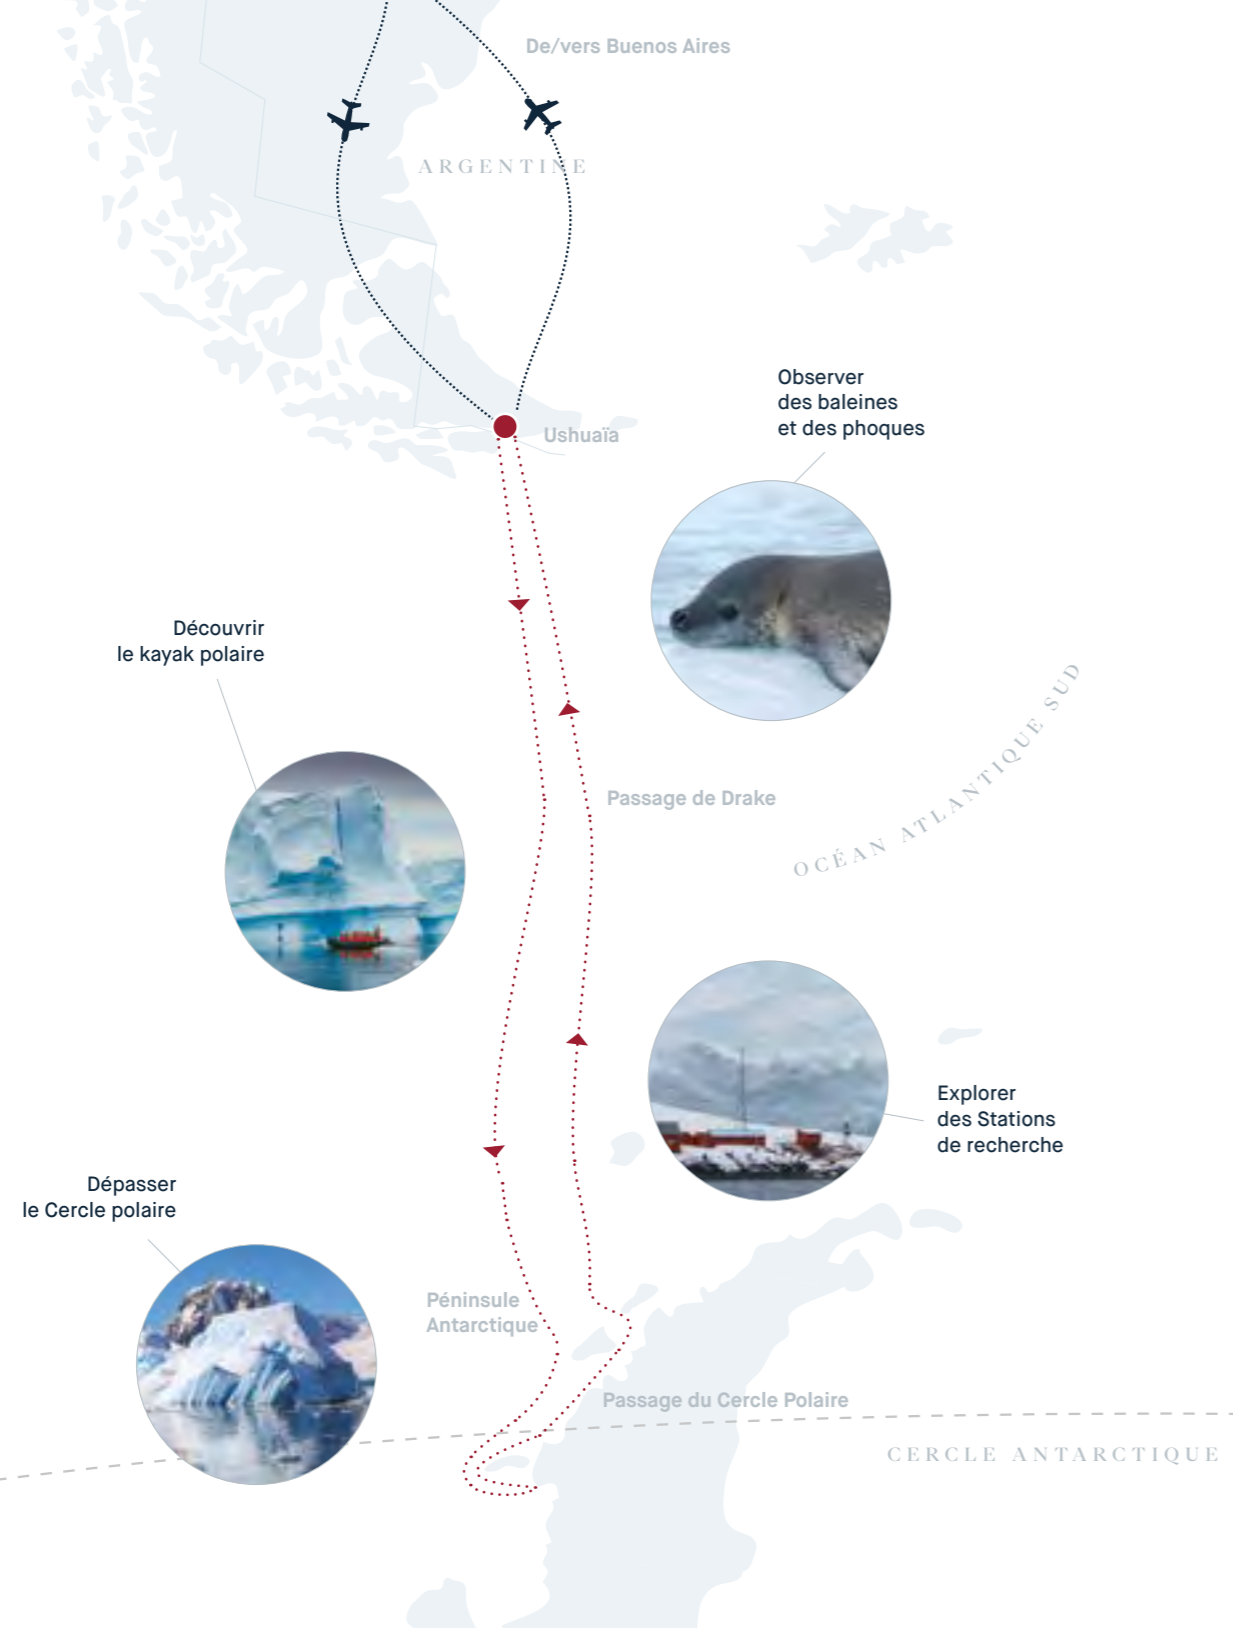 De/vers Buenos Aires
ARGENTINE
Observer
des baleines
et des phoques
Ushuaïa
Découvrir
le kayak polaire
OCÉAN ATLANTIQUE SUD
Passage de Drake
Explorer
des Stations
de recherche
Dépasser
le Cercle polaire
Péninsule
Antarctique
Passage du Cercle Polaire
CERCLE ANTARCTIQUE